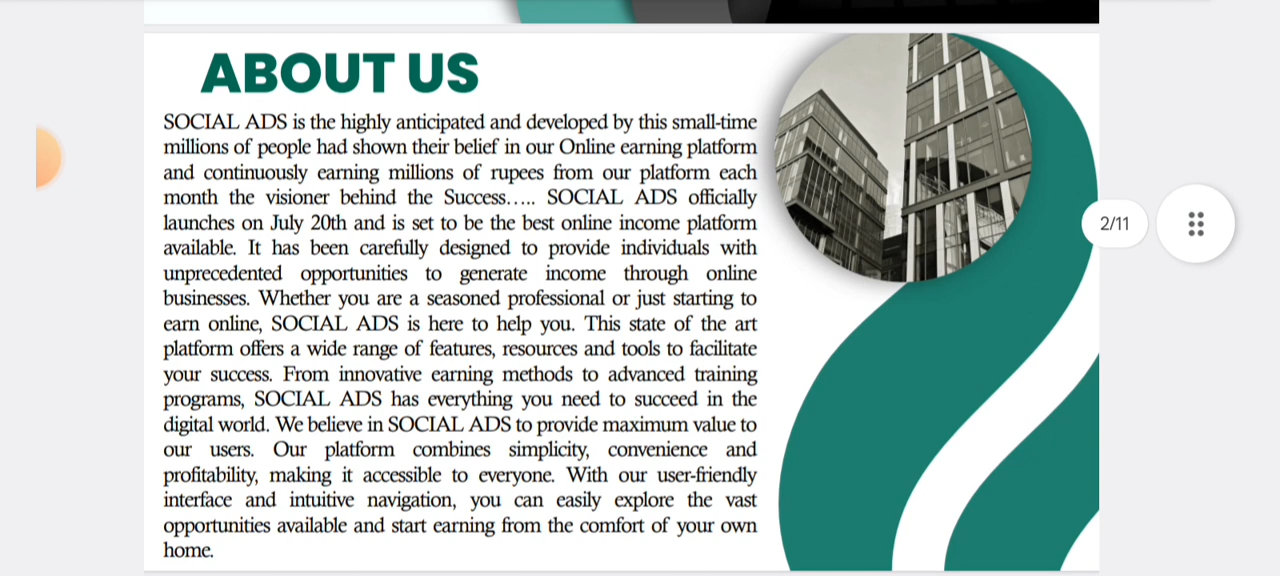 ABOUT US
SOCIAL ADS is the highly anticipated and developed by this small-time
millions of people had shown their belief in our Online earning platform
and continuously earning millions of rupees from our platform each
month the visioner behind the Success….. SOCIAL ADS officially
launches on July 20th and is set to be the best online income platform
available. It has been carefully designed to provide individuals with
unprecedented opportunities to generate income through online
businesses. Whether you are a seasoned professional or just starting to
earn online, SOCIAL ADS is here to help you. This state of the art
platform offers a wide range of features, resources and tools to facilitate
your success. From innovative earning methods to advanced training
programs, SOCIAL ADS has everything you need to succeed in the
digital world. We believe in SOCIAL ADS to provide maximum value to
our users. Our platform combines simplicity, convenience and
profitability, making it accessible to everyone. With our user-friendly
interface and intuitive navigation, you can easily explore the vast
opportunities available and start earning from the comfort of your own
home.
2/11